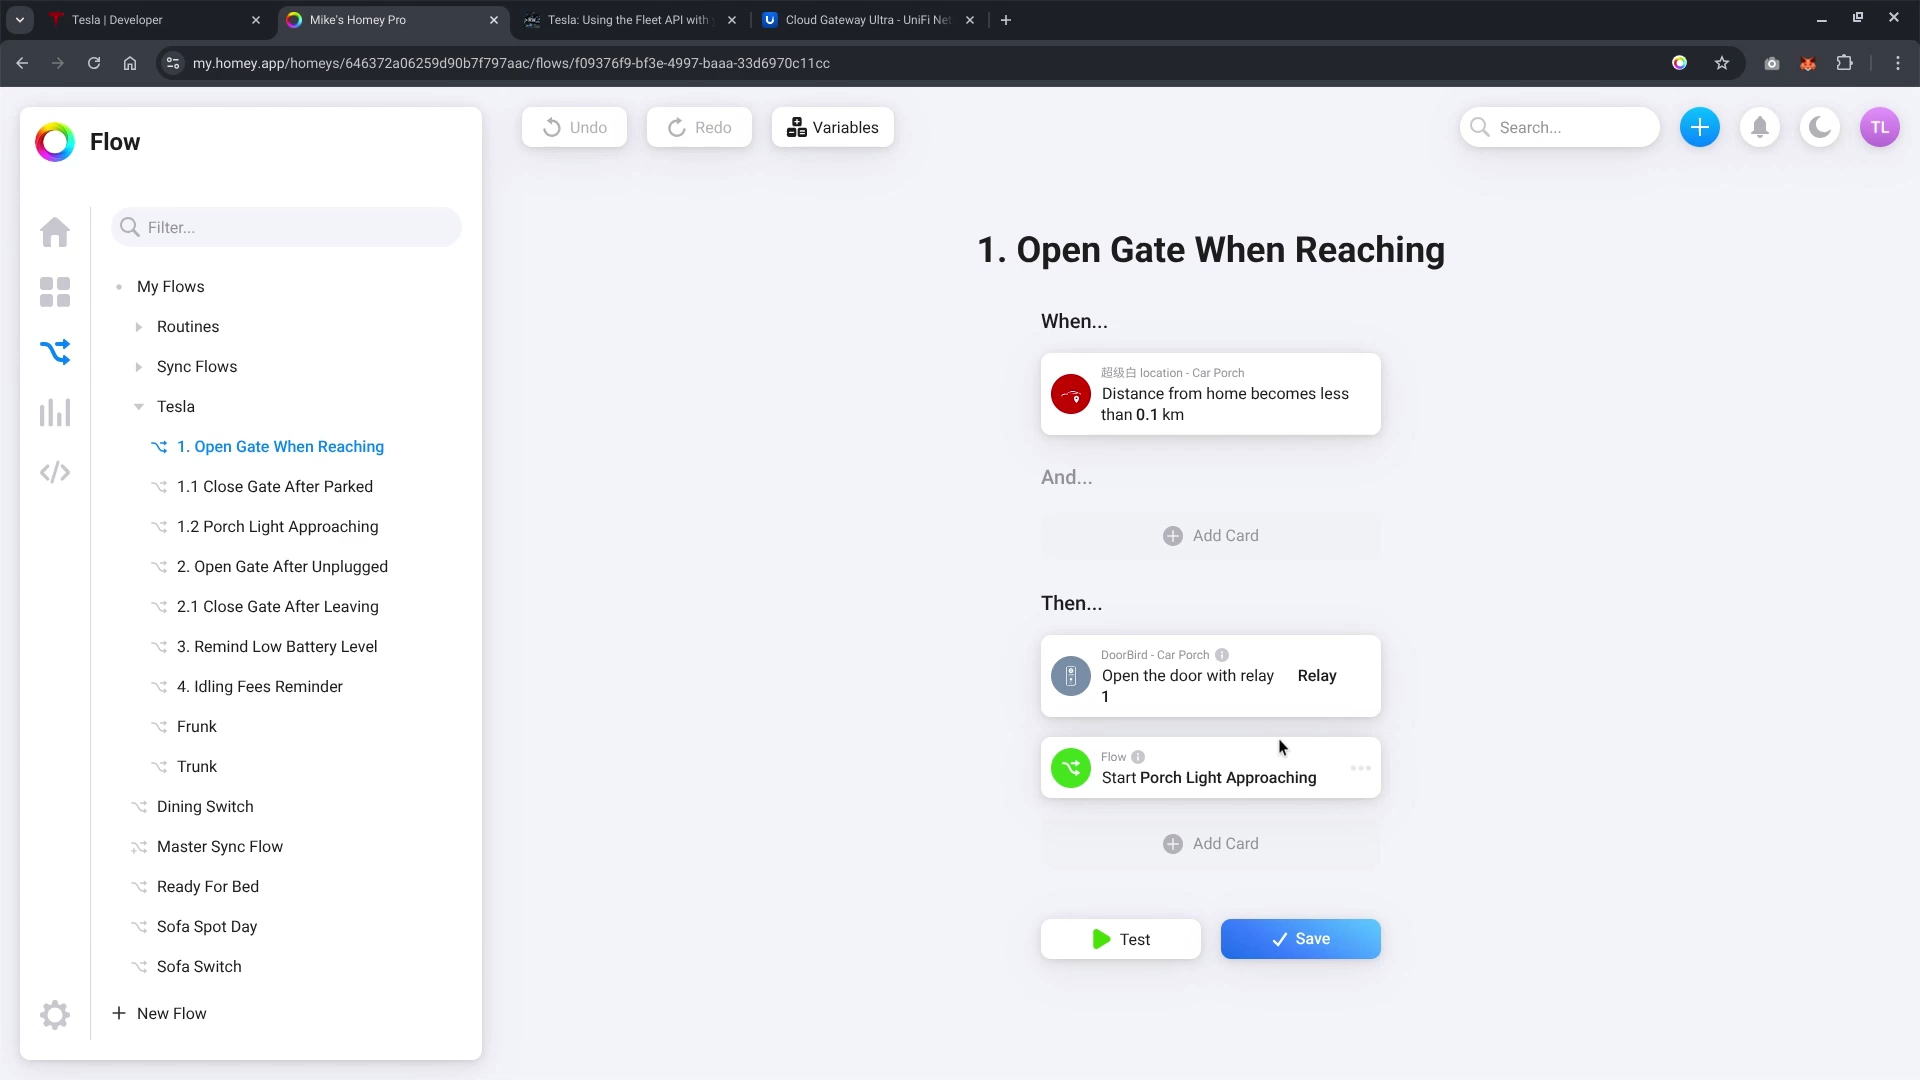 Tesla | Developer
Mike's Homey Pro
Tesla: Using the Fleet API with
Cloud Gateway Ultra - UniFi Net
my.homey.app/homeys/646372a06259d90b7f797aac/flows/f09376f9-bf3e-4997-baaa-33d6970c11cc
Flow
Undo
Redo
Variables
Search...
TL
Filter...
My Flows
Routines
Sync Flows
Tesla
1. Open Gate When Reaching
1.1 Close Gate After Parked
1.2 Porch Light Approaching
2. Open Gate After Unplugged
2.1 Close Gate After Leaving
3. Remind Low Battery Level
4. Idling Fees Reminder
Frunk
Trunk
Dining Switch
Master Sync Flow
Ready For Bed
Sofa Spot Day
Sofa Switch
New Flow
1. Open Gate When Reaching
When...
超级白 location - Car Porch
Distance from home becomes less
than 0.1 km
And...
Add Card
Then...
DoorBird - Car Porch
Open the door with relay Relay
1
Flow
Start Porch Light Approaching
Add Card
Test
Save